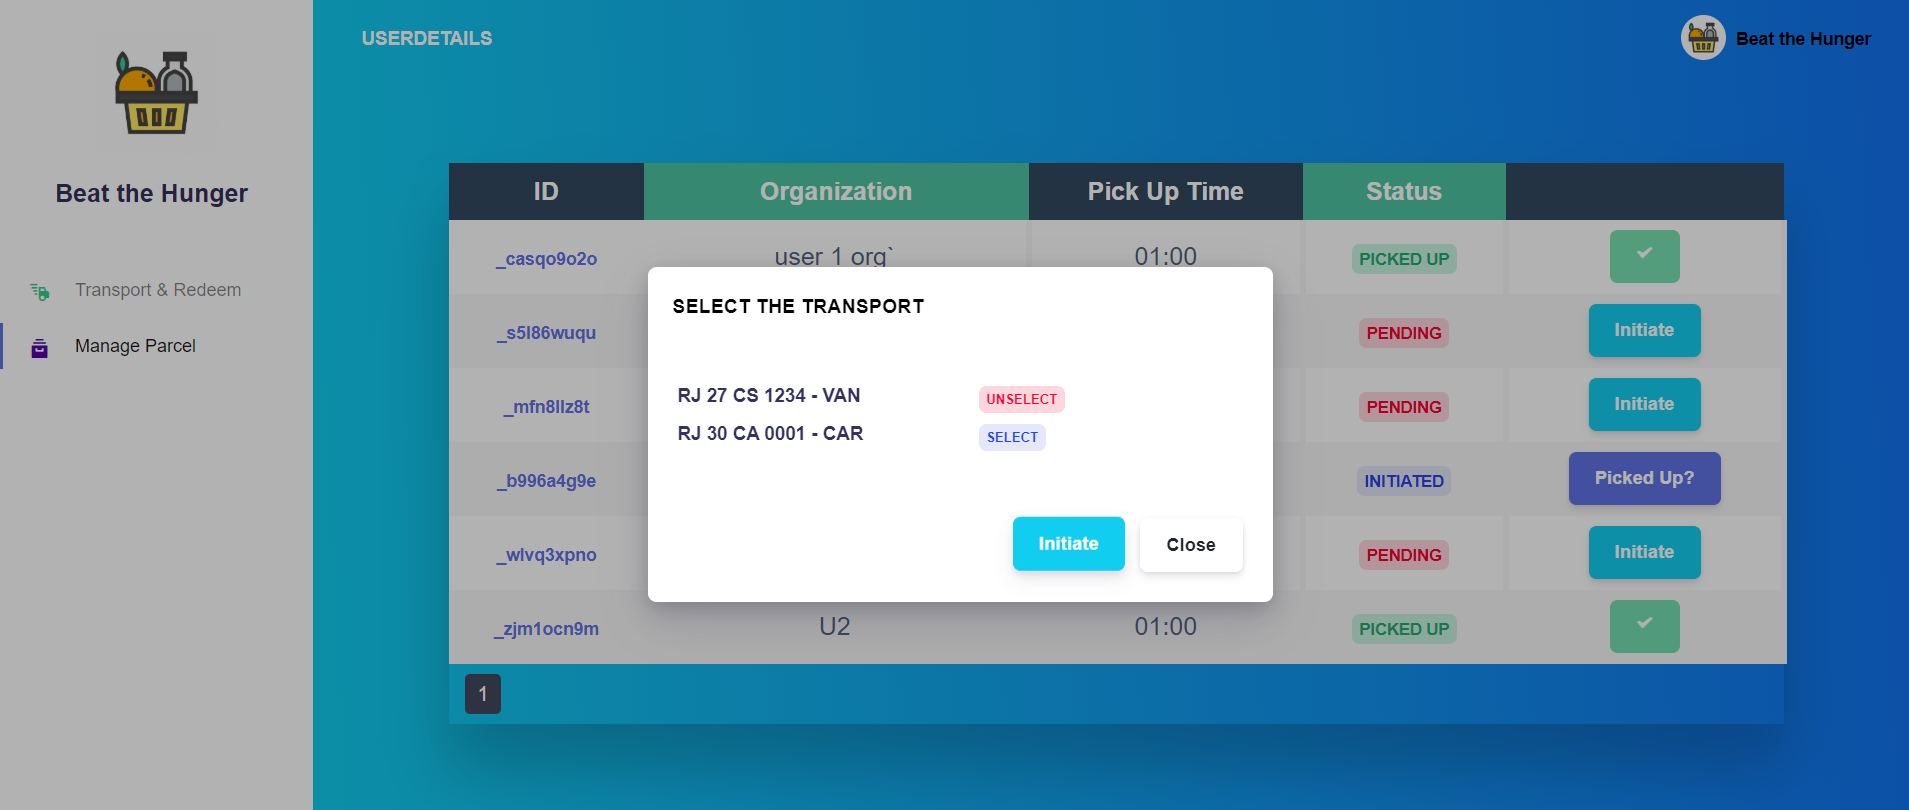 USERDETAILS
Beat the Hunger
Beat the Hunger
Transport & Redeem
Manage Parcel
ID Organization Pick Up Time Status
_casqo9o2o user 1 org` 01:00 PICKED UP
_s5l86wuqu PENDING Initiate
_mfn8llz8t PENDING Initiate
_b996a4g9e INITIATED Picked Up?
_wlvq3xpno PENDING Initiate
_zjm1ocn9m U2 01:00 PICKED UP
1
SELECT THE TRANSPORT
RJ 27 CS 1234 - VAN UNSELECT
RJ 30 CA 0001 - CAR SELECT
Initiate Close